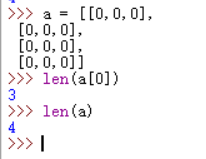 >>> a = [[0,0,0],
 [0,0,0],
 [0,0,0],
 [0,0,0]]
>>> len(a[0])
3
>>> len(a)
4
>>>